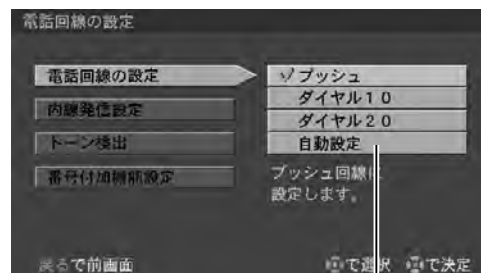 電話回線の設定
電話回線の設定
内線発信設定
トーン検出
番号付加機能設定
プッシュ
ダイヤル10
ダイヤル20
自動設定
プッシュ回線に
設定します。
戻るで前画面
で選択
で決定